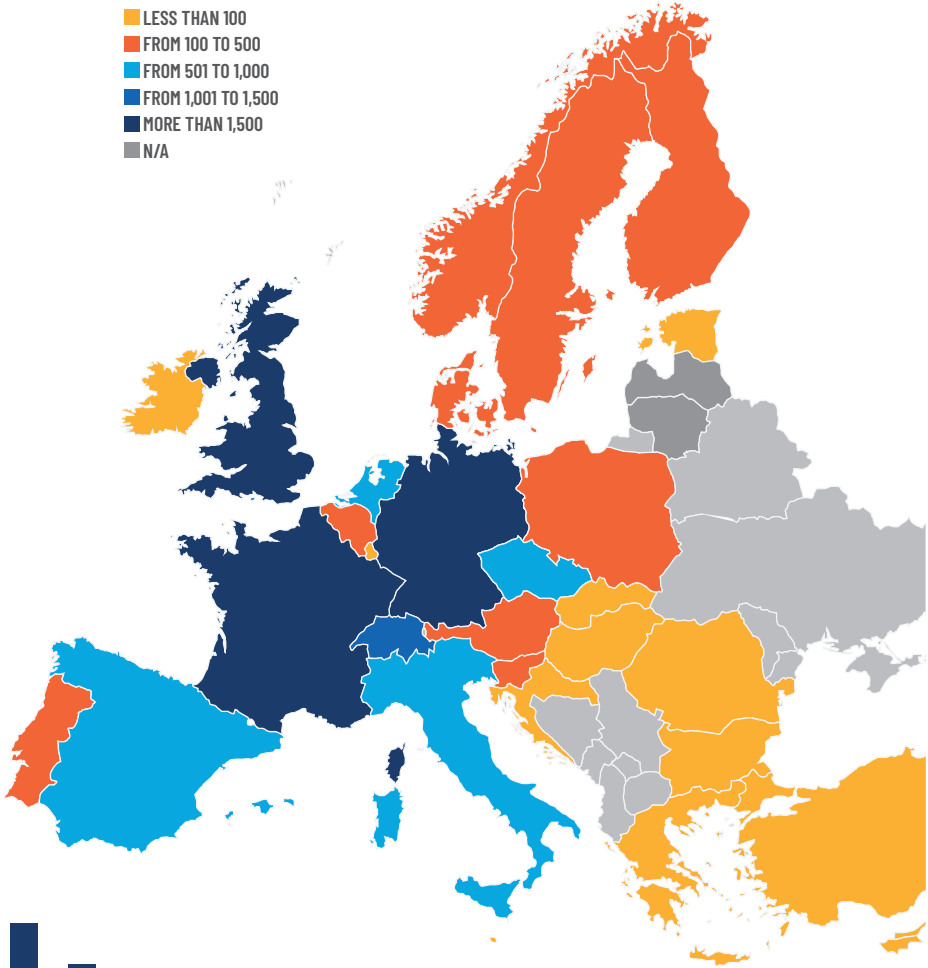 LESS THAN 100
FROM 100 TO 500
FROM 501 TO 1,000
FROM 1,001 TO 1,500
MORE THAN 1,500
N/A